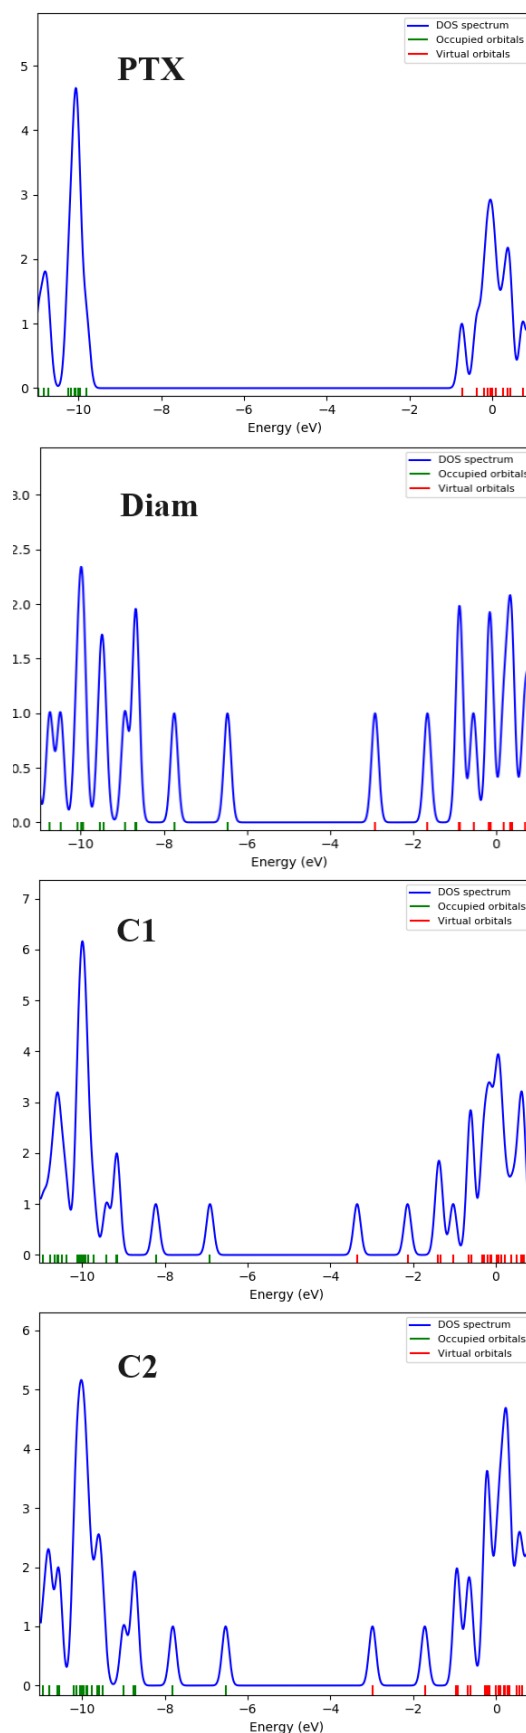 PTX
DOS spectrum
Occupied orbitals
Virtual orbitals
5
4
3
2
1
0
−10 −8 −6 −4 −2 0
Energy (eV)
Diam
DOS spectrum
Occupied orbitals
Virtual orbitals
3.0
2.5
2.0
1.5
1.0
0.0
−10 −8 −6 −4 −2 0
Energy (eV)
C1
DOS spectrum
Occupied orbitals
Virtual orbitals
7
6
5
4
3
2
1
0
−10 −8 −6 −4 −2 0
Energy (eV)
C2
DOS spectrum
Occupied orbitals
Virtual orbitals
6
5
4
3
2
1
0
−10 −8 −6 −4 −2 0
Energy (eV)